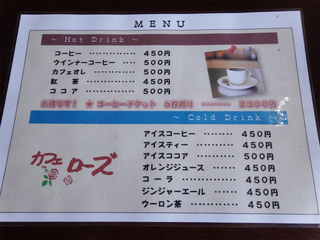 MENU
~ Hot Drink ~
コーヒー ………… 450円
ウインナーコーヒー …… 500円
カフェオレ ………… 500円
紅 茶 ………… 450円
ココア ………… 500円
お得です! ★ コーヒーチケット 6枚綴り ――― 2300円
~ Cold Drink
アイスコーヒー ……… 450円
アイスティー ……… 450円
アイスココア ……… 500円
オレンジジュース …… 450円
コーラ ……… 450円
ジンジャーエール …… 450円
ウーロン茶 ……… 450円
カフェ
ローズ